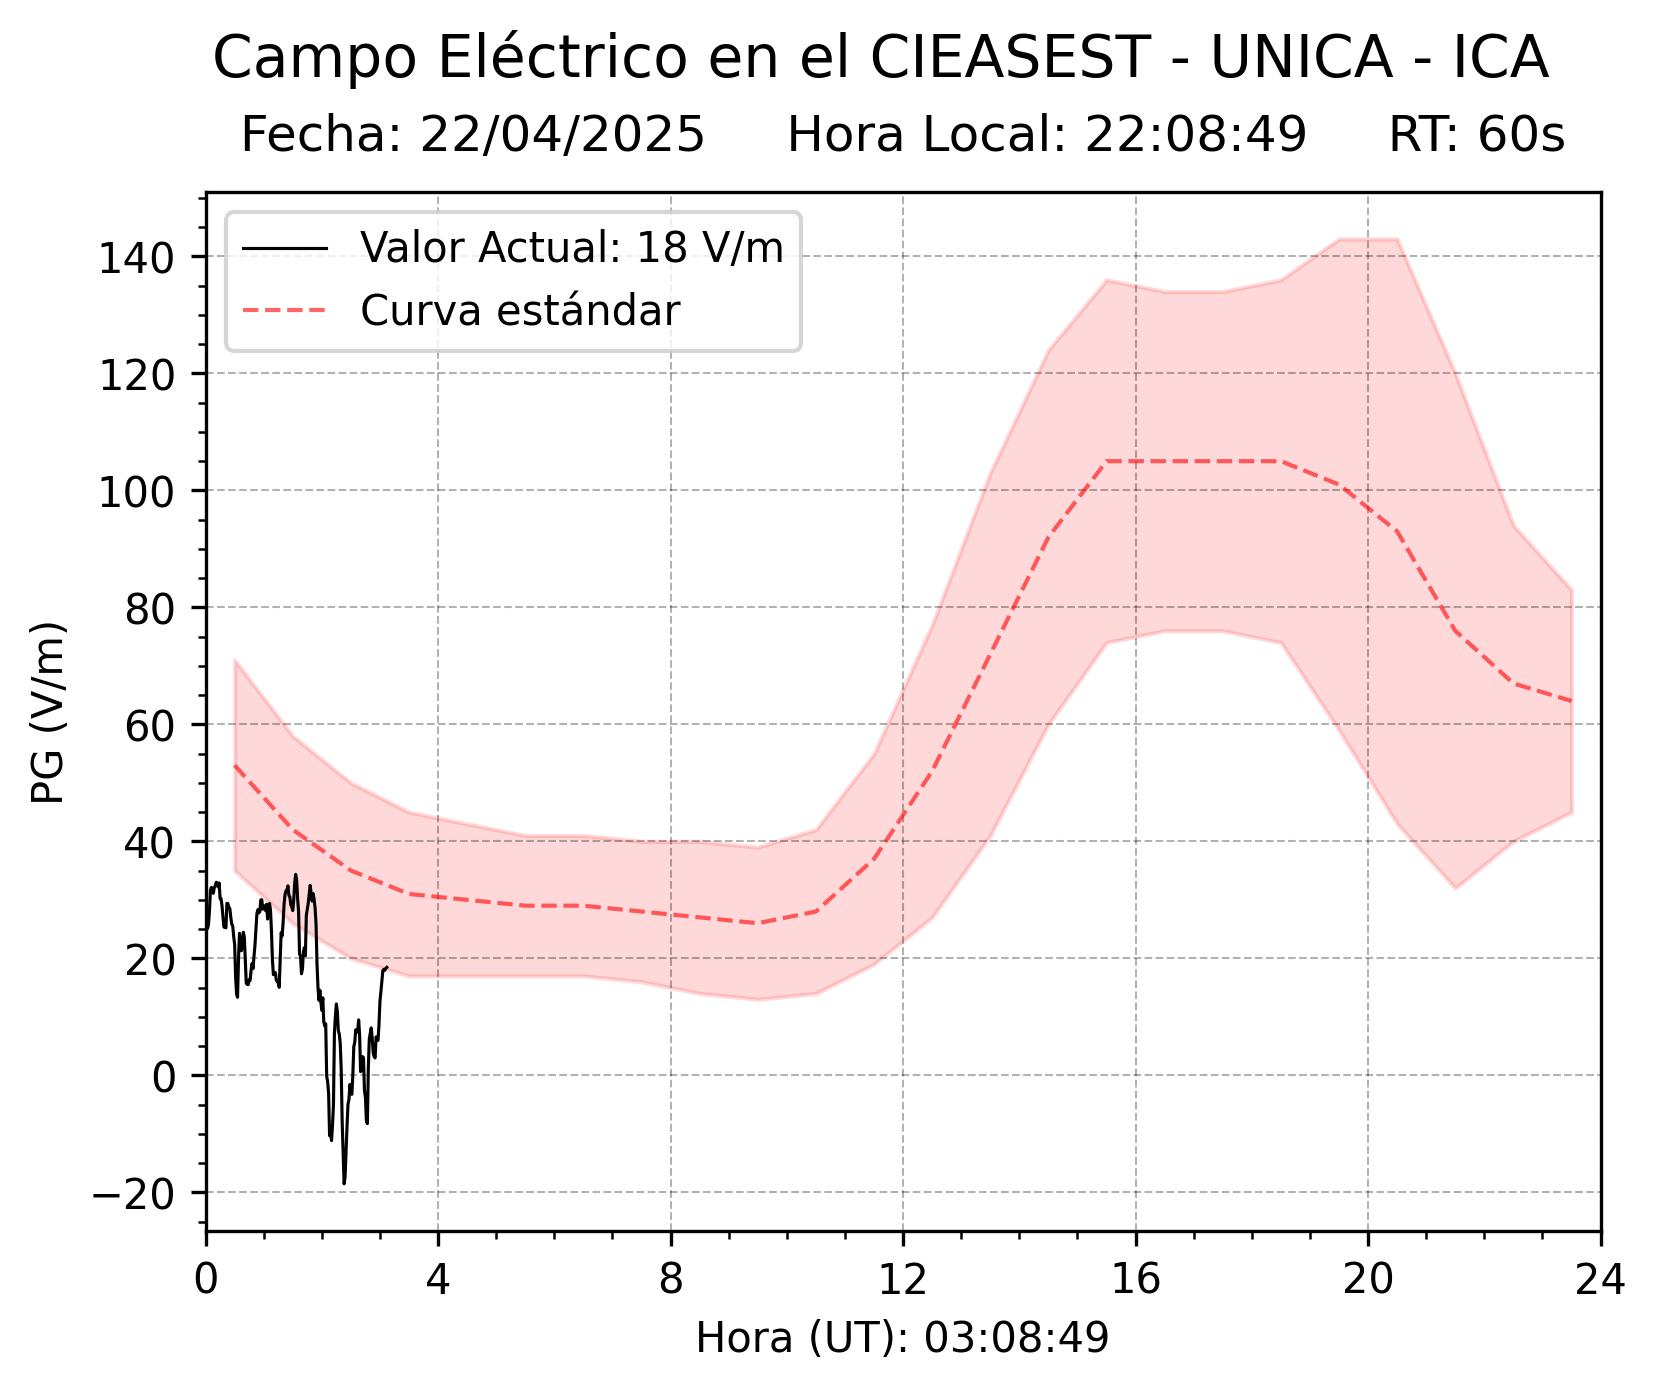 Campo Eléctrico en el CIEASEST - UNICA - ICA
Fecha: 22/04/2025 Hora Local: 22:08:49 RT: 60s
Valor Actual: 18 V/m
Curva estándar
PG (V/m)
140
120
100
80
60
40
20
0
−20
0 4 8 12 16 20 24
Hora (UT): 03:08:49